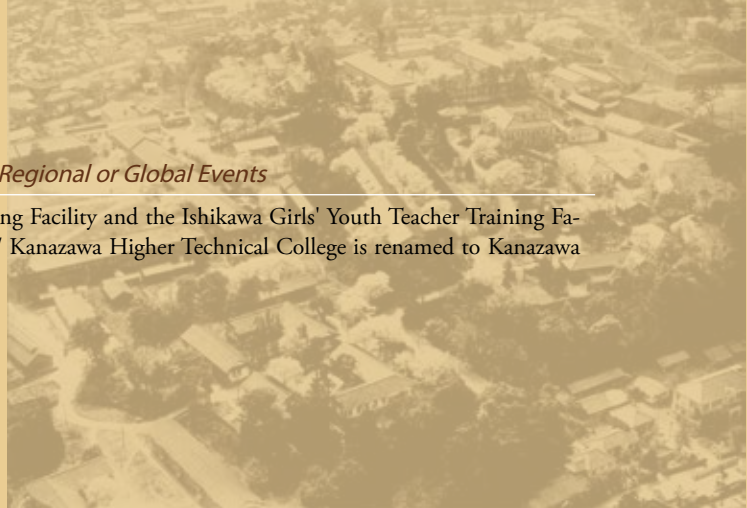 Regional or Global Events
ng Facility and the Ishikawa Girls' Youth Teacher Training Fa-
' Kanazawa Higher Technical College is renamed to Kanazawa